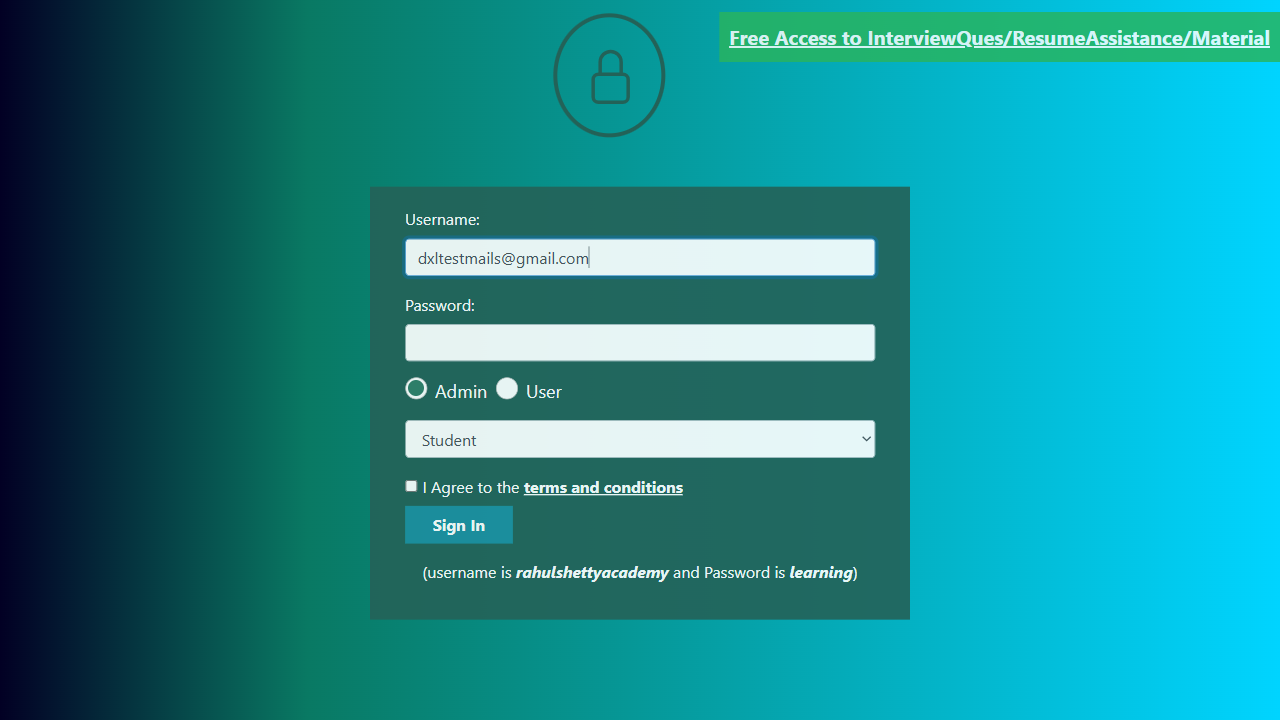 Free Access to InterviewQues/ResumeAssistance/Material
Username:
dxltestmails@gmail.com
Password:
Admin User
Student
I Agree to the terms and conditions
Sign In
(username is rahulshettyacademy and Password is learning)